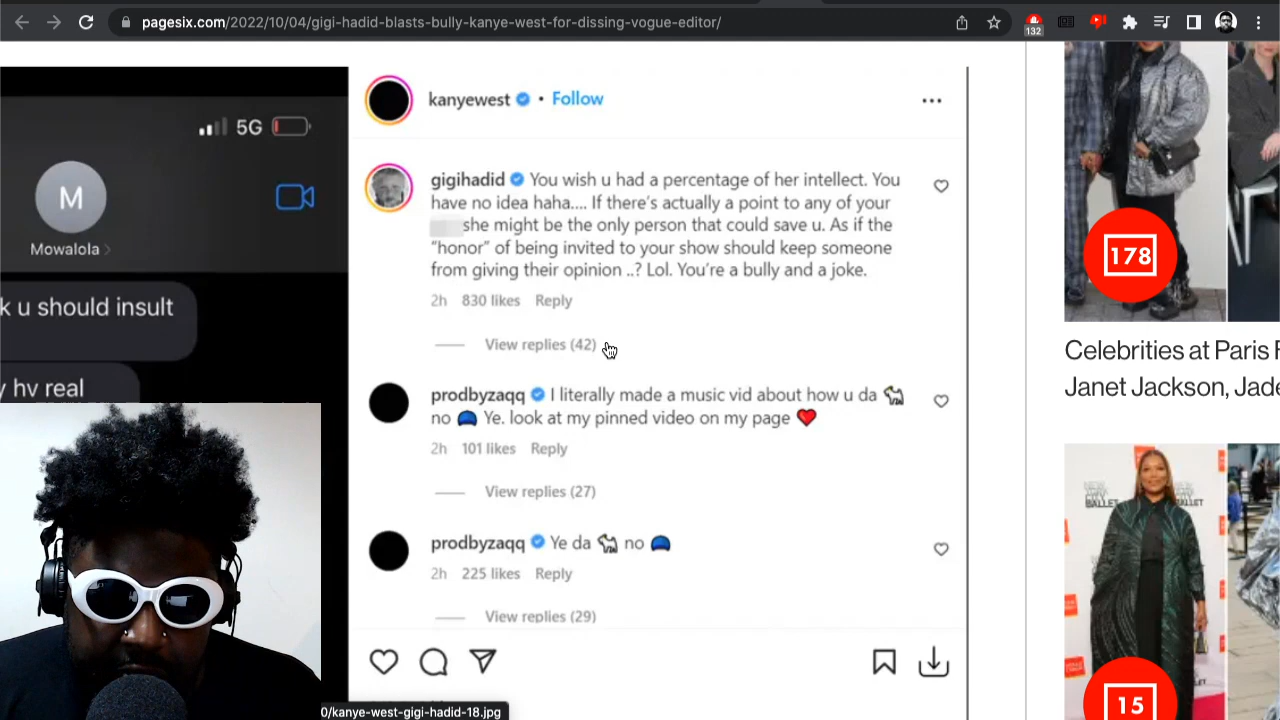 pagesix.com/2022/10/04/gigi-hadid-blasts-bully-kanye-west-for-dissing-vogue-editor/
132
5G
M
Mowalola
k u should insult
y hv real
kanyewest • Follow
gigihadid You wish u had a percentage of her intellect. You
have no idea haha.... If there's actually a point to any of your
she might be the only person that could save u. As if the
"honor" of being invited to your show should keep someone
from giving their opinion ..? Lol. You're a bully and a joke.
2h 830 likes Reply
View replies (42)
prodbyzaqq I literally made a music vid about how u da 🐐
no 🧢 Ye. look at my pinned video on my page ❤️
2h 101 likes Reply
View replies (27)
prodbyzaqq Ye da 🐐 no 🧢
2h 225 likes Reply
View replies (29)
0/kanye-west-gigi-hadid-18.jpg
178
Celebrities at Paris F
Janet Jackson, Jade
BALLET
15